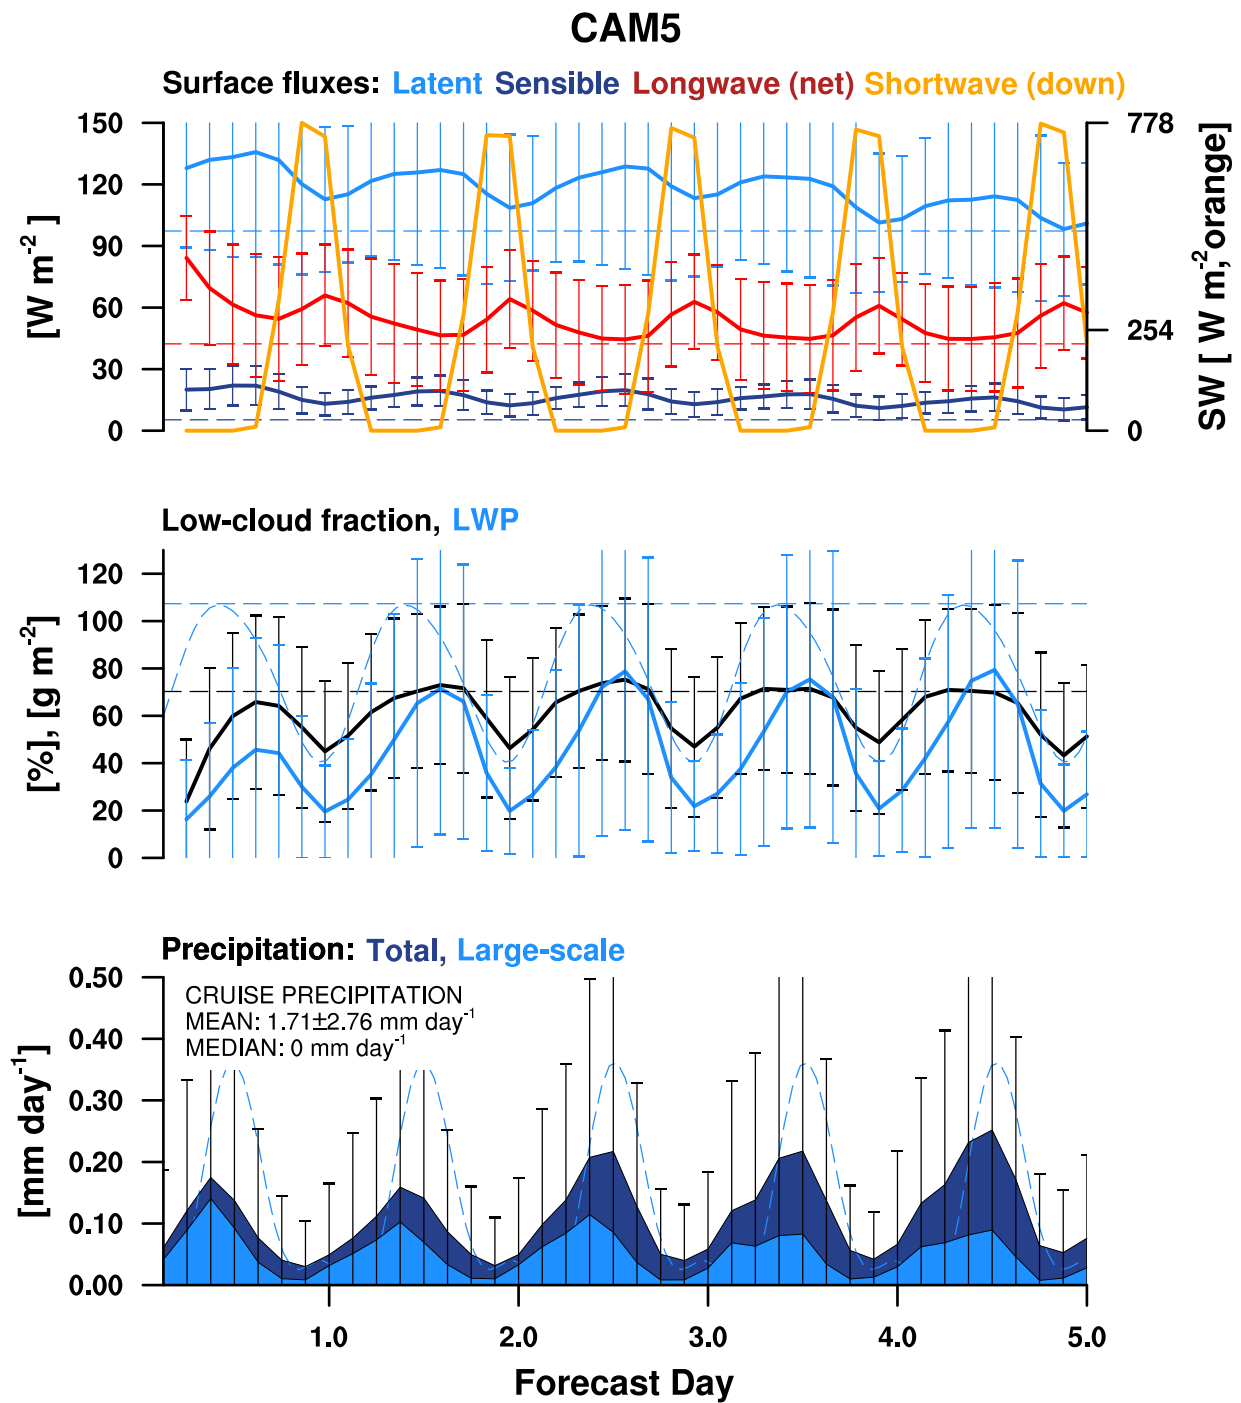 CAM5
Surface fluxes: Latent Sensible Longwave (net) Shortwave (down)
150
120
90
60
30
0
[W m-2 ]
778
254
0
SW [ W m-2,orange]
Low-cloud fraction, LWP
120
100
80
60
40
20
0
[%], [g m-2]
Precipitation: Total, Large-scale
CRUISE PRECIPITATION
MEAN: 1.71±2.76 mm day-1
MEDIAN: 0 mm day-1
0.50
0.40
0.30
0.20
0.10
0.00
[mm day-1]
1.0 2.0 3.0 4.0 5.0
Forecast Day